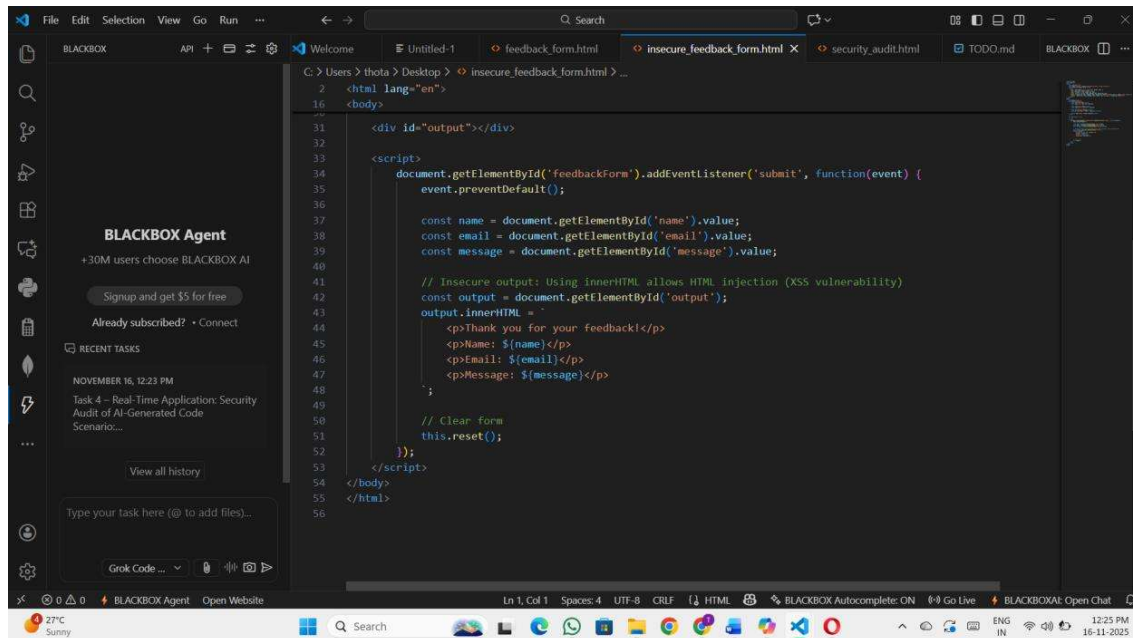 File Edit Selection View Go Run ... Search
BLACKBOX API
Welcome Untitled-1 feedback_form.html insecure_feedback_form.html security_audit.html TODO.md BLACKBOX
C: > Users > thota > Desktop > insecure_feedback_form.html > ...
2 <html lang="en">
16 <body>
31 <div id="output"></div>
32
33 <script>
34 document.getElementById('feedbackForm').addEventListener('submit', function(event) {
35 event.preventDefault();
36
37 const name = document.getElementById('name').value;
38 const email = document.getElementById('email').value;
39 const message = document.getElementById('message').value;
40
41 // Insecure output: Using innerHTML allows HTML injection (XSS vulnerability)
42 const output = document.getElementById('output');
43 output.innerHTML = `
44 <p>Thank you for your feedback!</p>
45 <p>Name: ${name}</p>
46 <p>Email: ${email}</p>
47 <p>Message: ${message}</p>
48 `;
49
50 // Clear form
51 this.reset();
52 });
53 </script>
54 </body>
55 </html>
56
BLACKBOX Agent
+30M users choose BLACKBOX AI
Signup and get $5 for free
Already subscribed? • Connect
RECENT TASKS
NOVEMBER 16, 12:23 PM
Task 4 – Real-Time Application: Security
Audit of AI-Generated Code
Scenario:...
View all history
Type your task here (@ to add files)...
Grok Code ...
0 0 BLACKBOX Agent Open Website Ln 1, Col 1 Spaces: 4 UTF-8 CRLF HTML BLACKBOX Autocomplete: ON Go Live BLACKBOXAI: Open Chat
4 27°C
Sunny
Search
ENG
IN
12:25 PM
16-11-2025